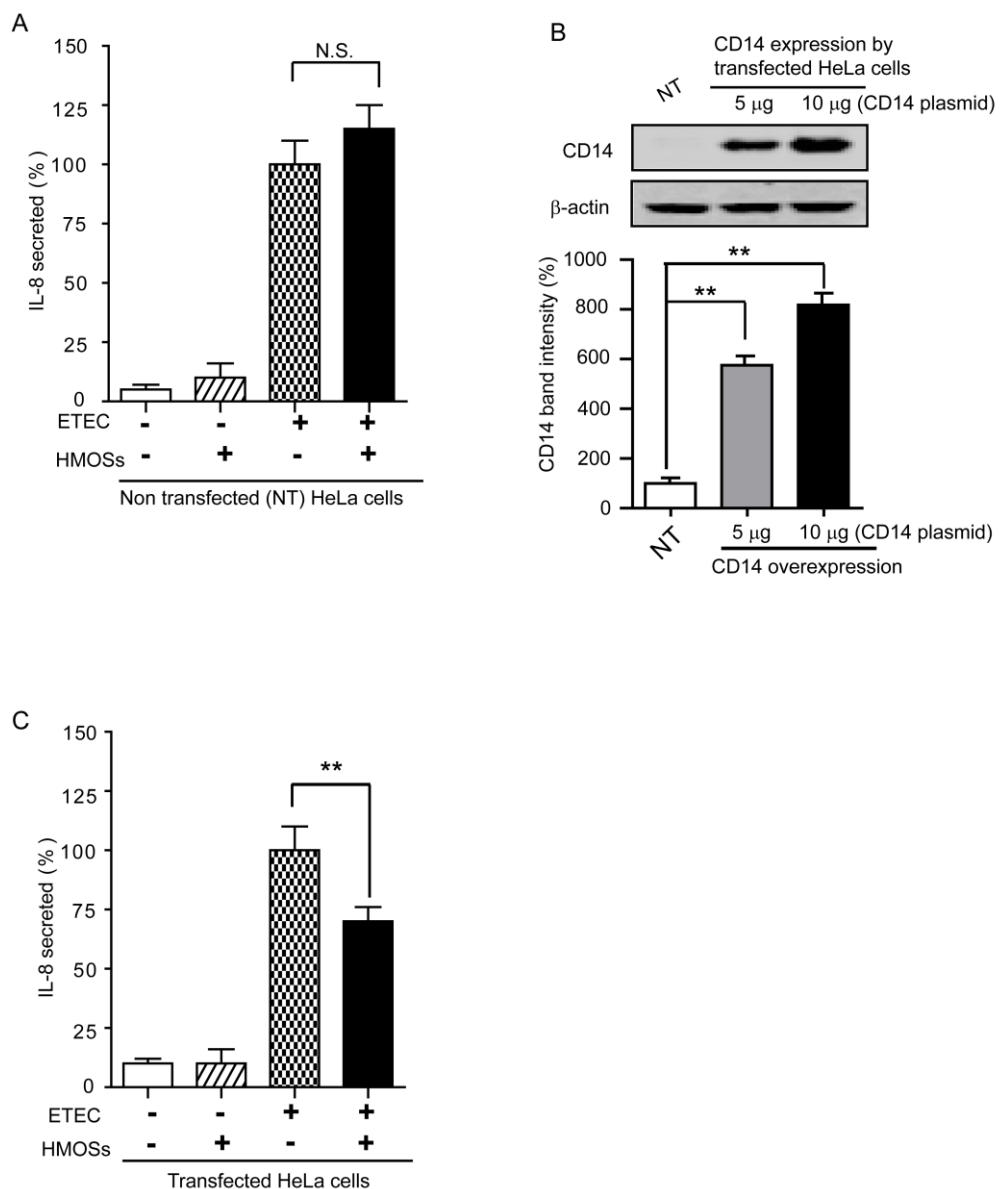 A
IL-8 secreted (%)
150
125
100
75
50
25
0
N.S.
ETEC - - + +
HMOSs - + - +
Non transfected (NT) HeLa cells
B
CD14 expression by
transfected HeLa cells
NT 5 µg 10 µg (CD14 plasmid)
CD14
β-actin
CD14 band intensity (%)
1000
800
600
400
200
0
**
**
NT 5 µg 10 µg (CD14 plasmid)
CD14 overexpression
C
IL-8 secreted (%)
150
125
100
75
50
25
0
**
ETEC - - + +
HMOSs - + - +
Transfected HeLa cells